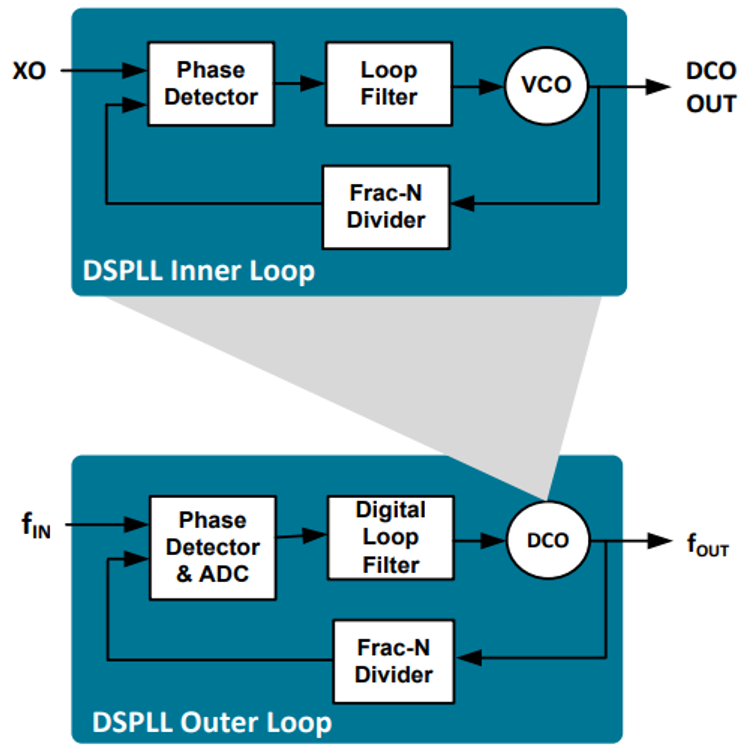 XO
Phase
Detector
Loop
Filter
VCO
DCO
OUT
Frac-N
Divider
DSPLL Inner Loop
fIN
Phase
Detector
& ADC
Digital
Loop
Filter
DCO
fOUT
Frac-N
Divider
DSPLL Outer Loop